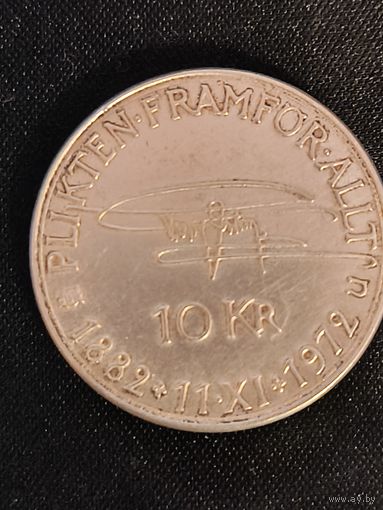 PLIKTEN·FRAMFÖR·ALLT
10 KR
U
1882+11·XI+1972
www.ay.by